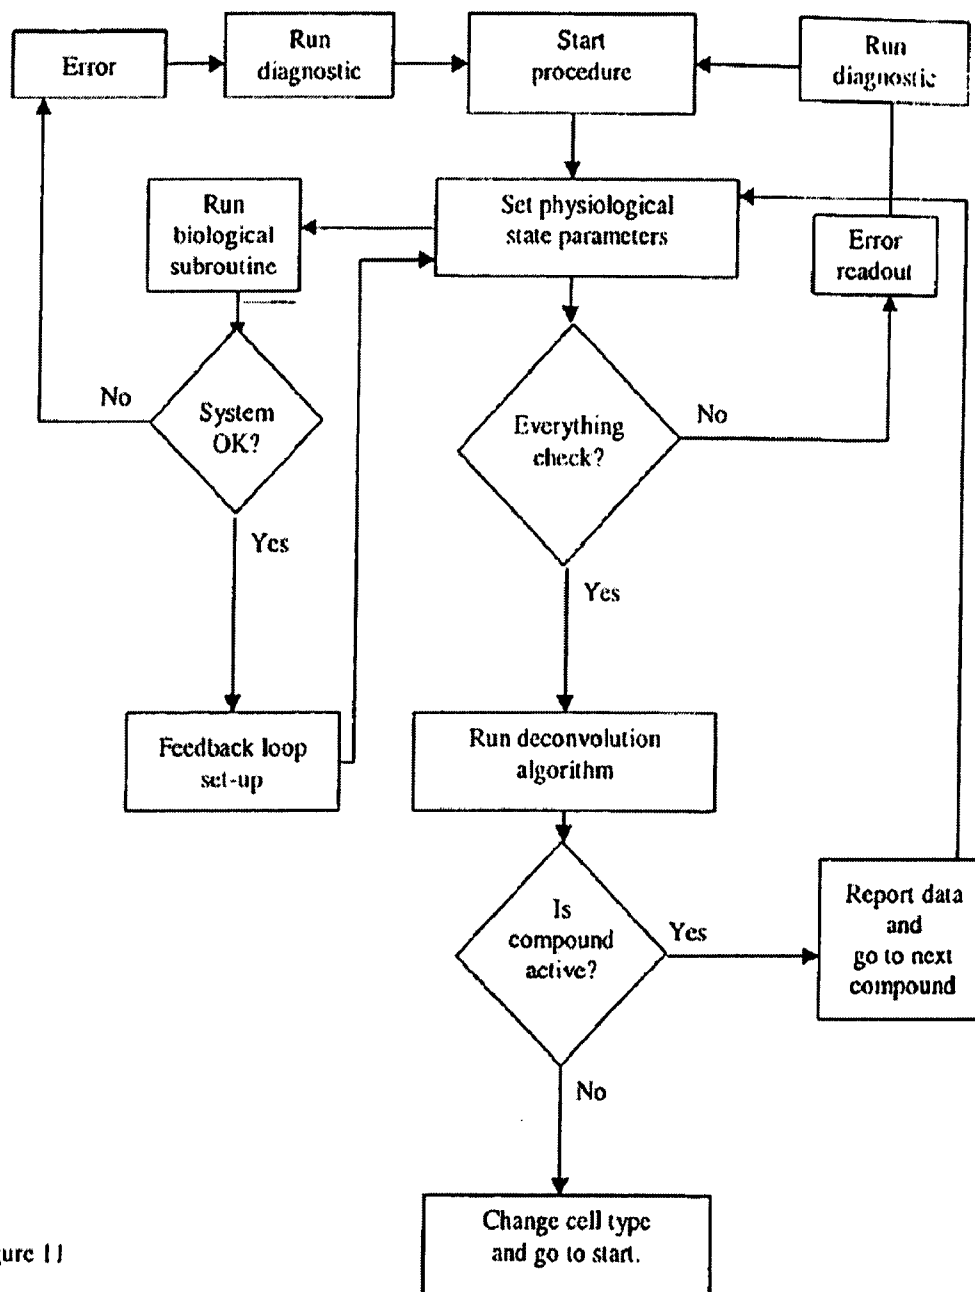 Error
Run
diagnostic
Start
procedure
Run
diagnostic
Run
biological
subroutine
Set physiological
state parameters
Error
readout
No
System
OK?
Everything
check?
No
Yes
Yes
Feedback loop
set-up
Run deconvolution
algorithm
Is
compound
active?
Yes
Report data
and
go to next
compound
No
Change cell type
and go to start.
gure 11